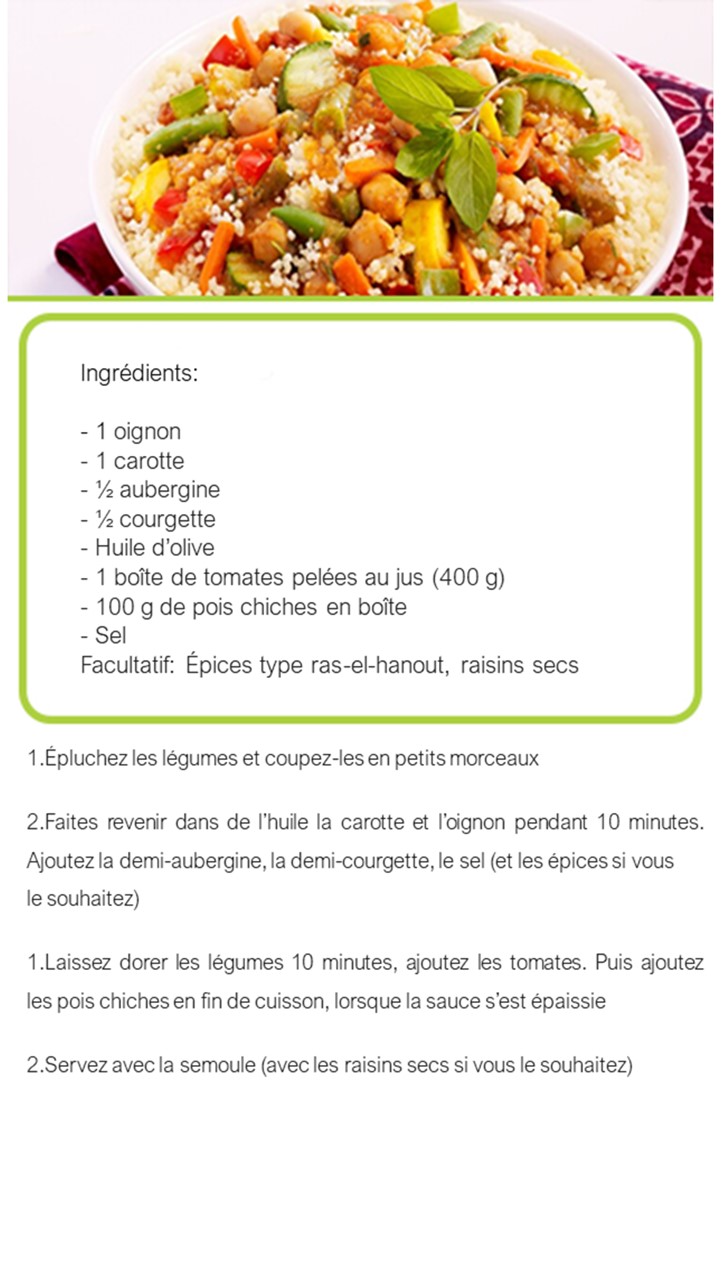 Ingrédients:
- 1 oignon
- 1 carotte
- ½ aubergine
- ½ courgette
- Huile d’olive
- 1 boîte de tomates pelées au jus (400 g)
- 100 g de pois chiches en boîte
- Sel
Facultatif: Épices type ras-el-hanout, raisins secs
1.Épluchez les légumes et coupez-les en petits morceaux
2.Faites revenir dans de l’huile la carotte et l’oignon pendant 10 minutes.
Ajoutez la demi-aubergine, la demi-courgette, le sel (et les épices si vous
le souhaitez)
1.Laissez dorer les légumes 10 minutes, ajoutez les tomates. Puis ajoutez
les pois chiches en fin de cuisson, lorsque la sauce s’est épaissie
2.Servez avec la semoule (avec les raisins secs si vous le souhaitez)